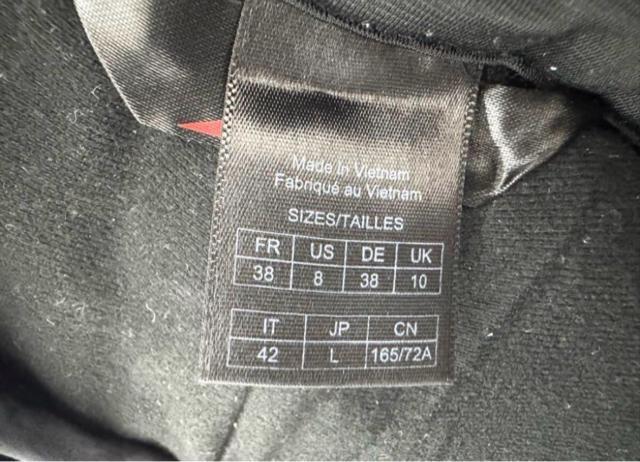 Made In Vietnam
Fabriqué au Vietnam
SIZES/TAILLES
FR US DE UK
38 8 38 10
IT JP CN
42 L 165/72A